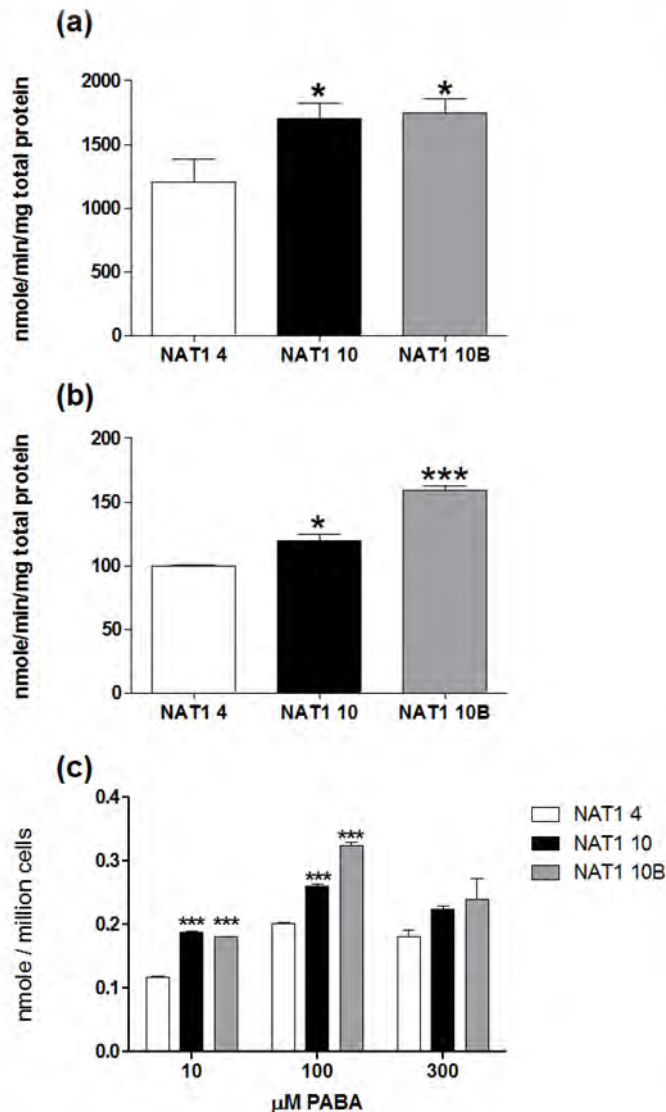 (a)
nmole/min/mg total protein
2000
1500
1000
500
0
*
*
NAT1 4
NAT1 10
NAT1 10B
(b)
nmole/min/mg total protein
200
150
100
50
0
*
***
NAT1 4
NAT1 10
NAT1 10B
(c)
nmole / million cells
0.4
0.3
0.2
0.1
0.0
***
***
***
***
10
100
300
µM PABA
NAT1 4
NAT1 10
NAT1 10B